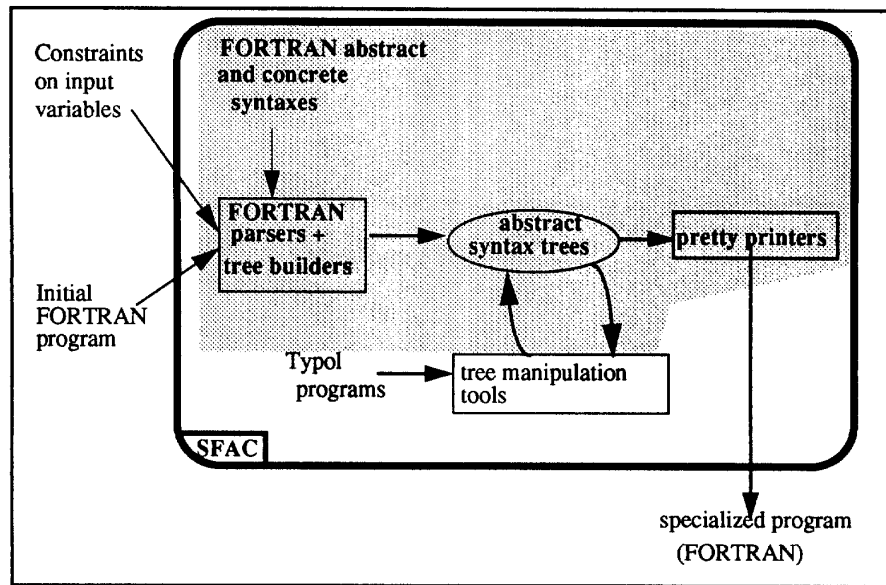 Constraints
on input
variables
FORTRAN abstract
and concrete
syntaxes
FORTRAN
parsers +
tree builders
abstract
syntax trees
pretty printers
Initial
FORTRAN
program
Typol
programs
tree manipulation
tools
SFAC
specialized program
(FORTRAN)